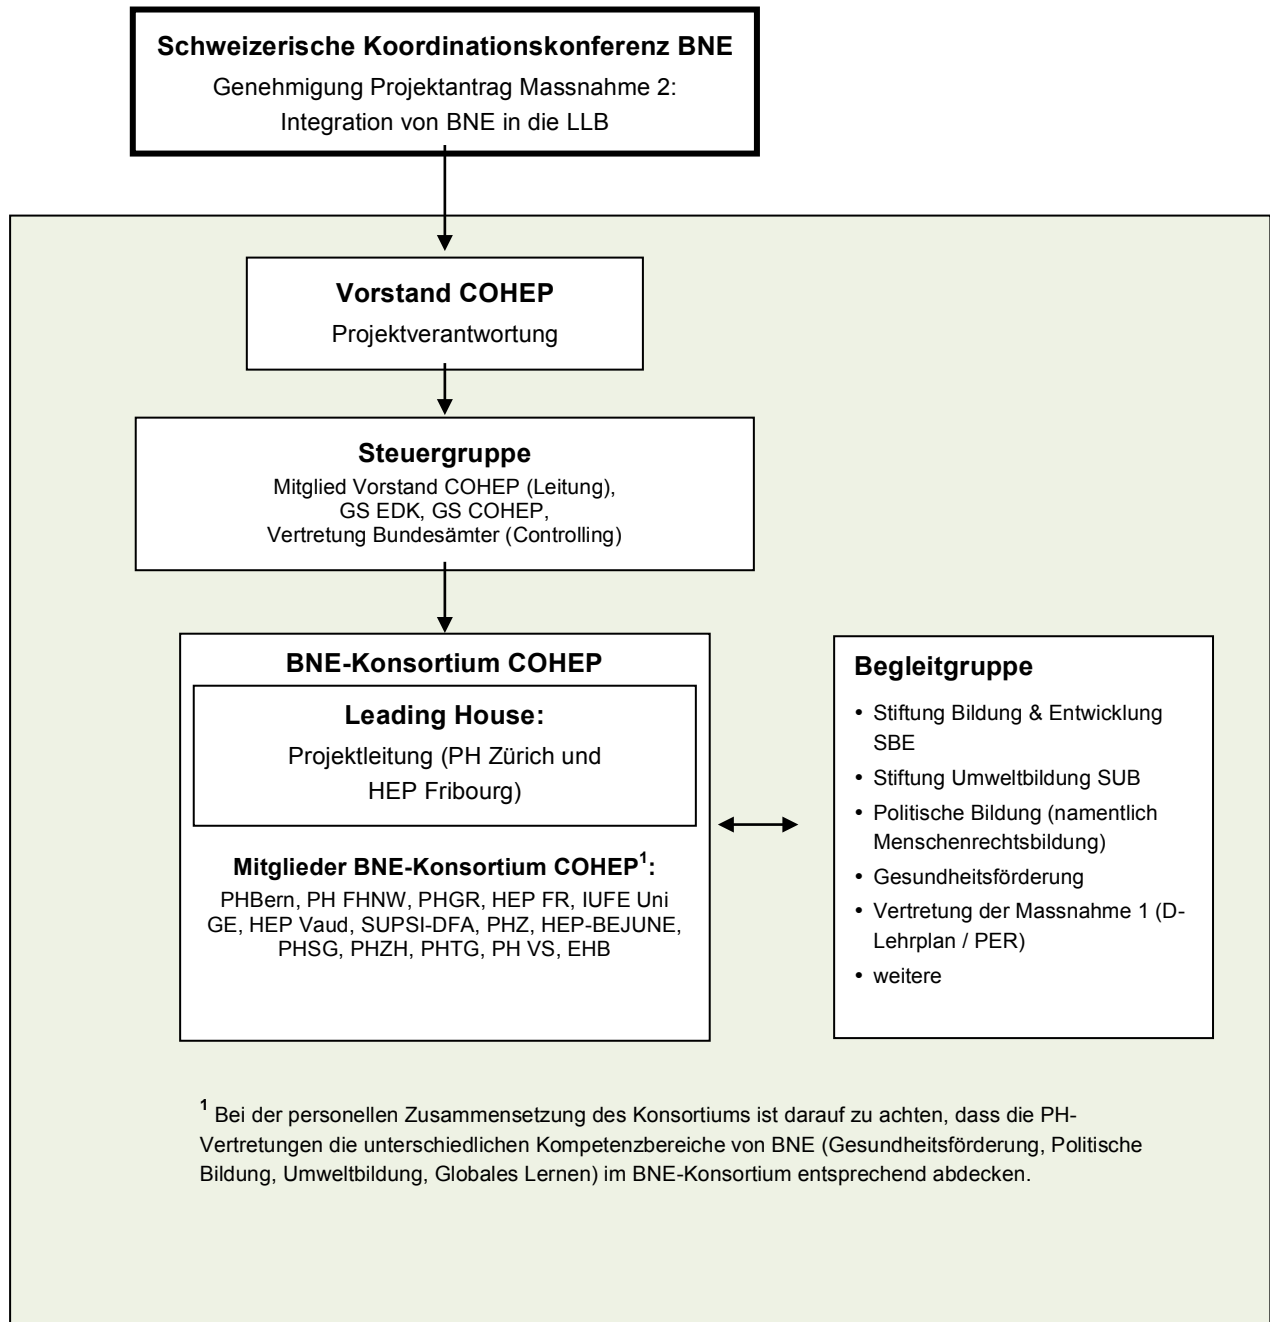 Schweizerische Koordinationskonferenz BNE
Genehmigung Projektantrag Massnahme 2:
Integration von BNE in die LLB
Vorstand COHEP
Projektverantwortung
Steuergruppe
Mitglied Vorstand COHEP (Leitung),
GS EDK, GS COHEP,
Vertretung Bundesämter (Controlling)
BNE-Konsortium COHEP
Leading House:
Projektleitung (PH Zürich und
HEP Fribourg)
Mitglieder BNE-Konsortium COHEP¹:
PHBern, PH FHNW, PHGR, HEP FR, IUFE Uni
GE, HEP Vaud, SUPSI-DFA, PHZ, HEP-BEJUNE,
PHSG, PHZH, PHTG, PH VS, EHB
Begleitgruppe
• Stiftung Bildung & Entwicklung
SBE
• Stiftung Umweltbildung SUB
• Politische Bildung (namentlich
Menschenrechtsbildung)
• Gesundheitsförderung
• Vertretung der Massnahme 1 (D-
Lehrplan / PER)
• weitere
¹ Bei der personellen Zusammensetzung des Konsortiums ist darauf zu achten, dass die PH-
Vertretungen die unterschiedlichen Kompetenzbereiche von BNE (Gesundheitsförderung, Politische
Bildung, Umweltbildung, Globales Lernen) im BNE-Konsortium entsprechend abdecken.